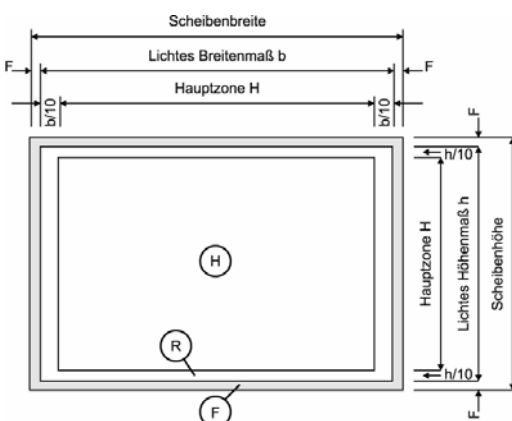 Scheibenbreite
Lichtes Breitenmaß b
F
F
Hauptzone H
b/10
b/10
F
h/10
H
Hauptzone H
Lichtes Höhenmaß h
Scheibenhöhe
R
h/10
F
F